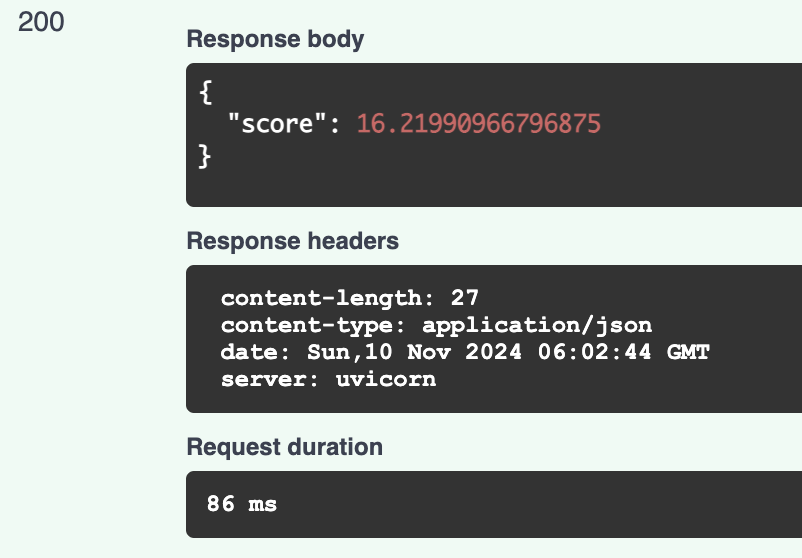 200
Response body
{
"score": 16.21990966796875
}
Response headers
content-length: 27
content-type: application/json
date: Sun,10 Nov 2024 06:02:44 GMT
server: uvicorn
Request duration
86 ms